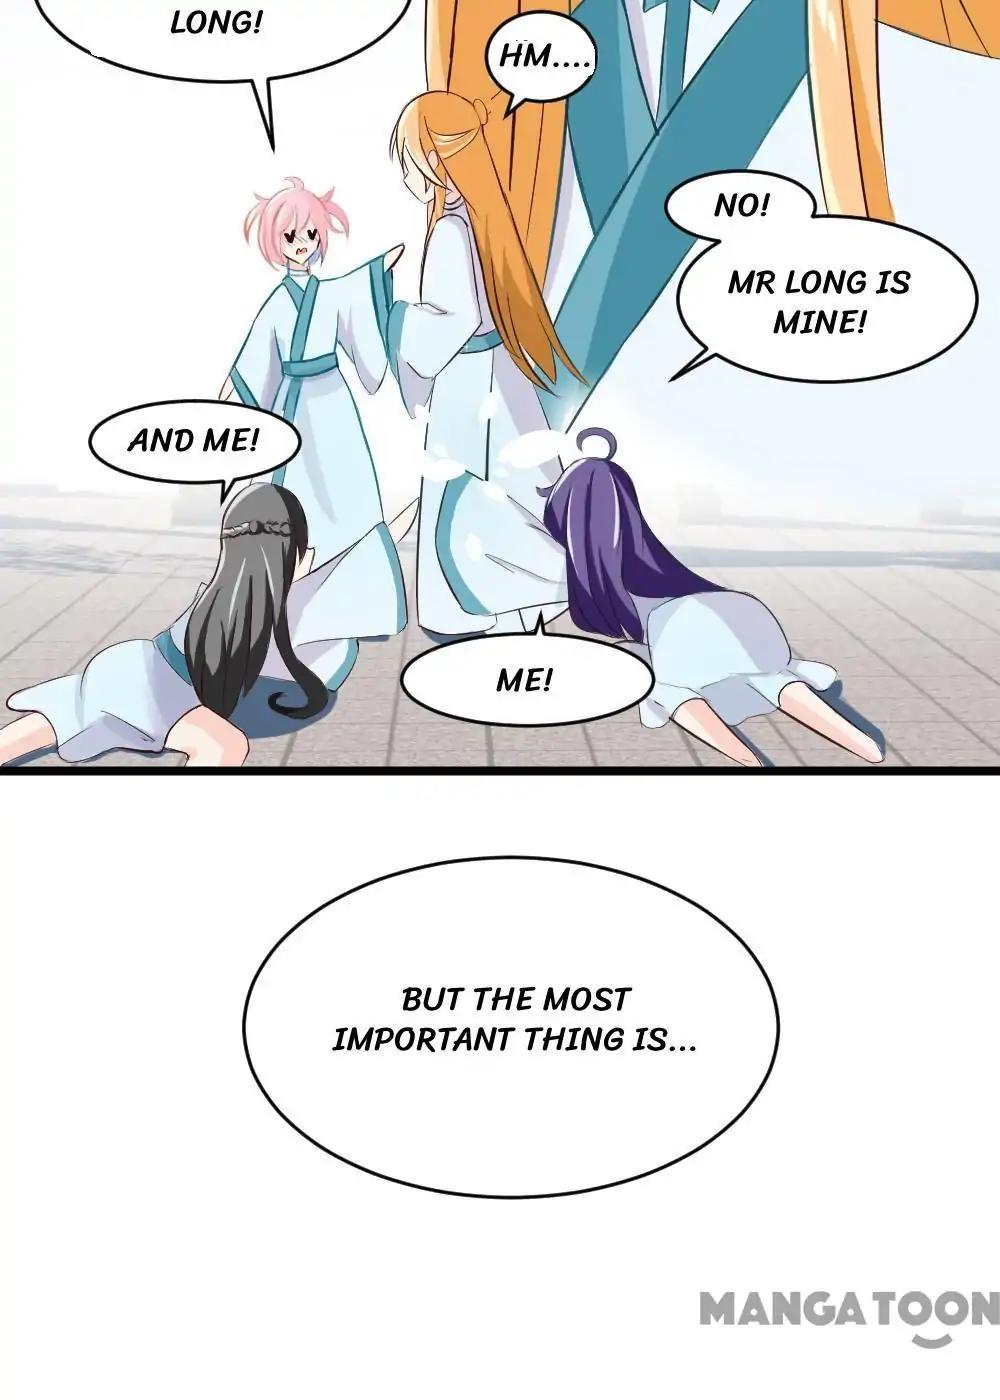 LONG!
HM....
NO!
MR LONG IS
MINE!
AND ME!
ME!
BUT THE MOST
IMPORTANT THING IS...
MANGATOON